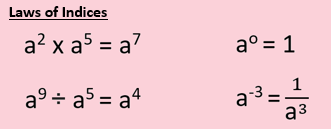 Laws of Indices
a² x a⁵ = a⁷
a⁰ = 1
a⁹ ÷ a⁵ = a⁴
a⁻³ = 1/a³